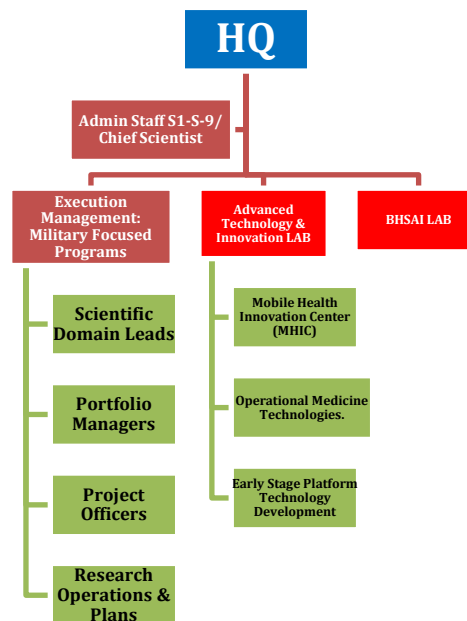 HQ
Admin Staff S1-S-9/
Chief Scientist
Execution
Management:
Military Focused
Programs
Advanced
Technology &
Innovation LAB
BHSAI LAB
Scientific
Domain Leads
Portfolio
Managers
Project
Officers
Research
Operations &
Plans
Mobile Health
Innovation Center
(MHIC)
Operational Medicine
Technologies.
Early Stage Platform
Technology
Development